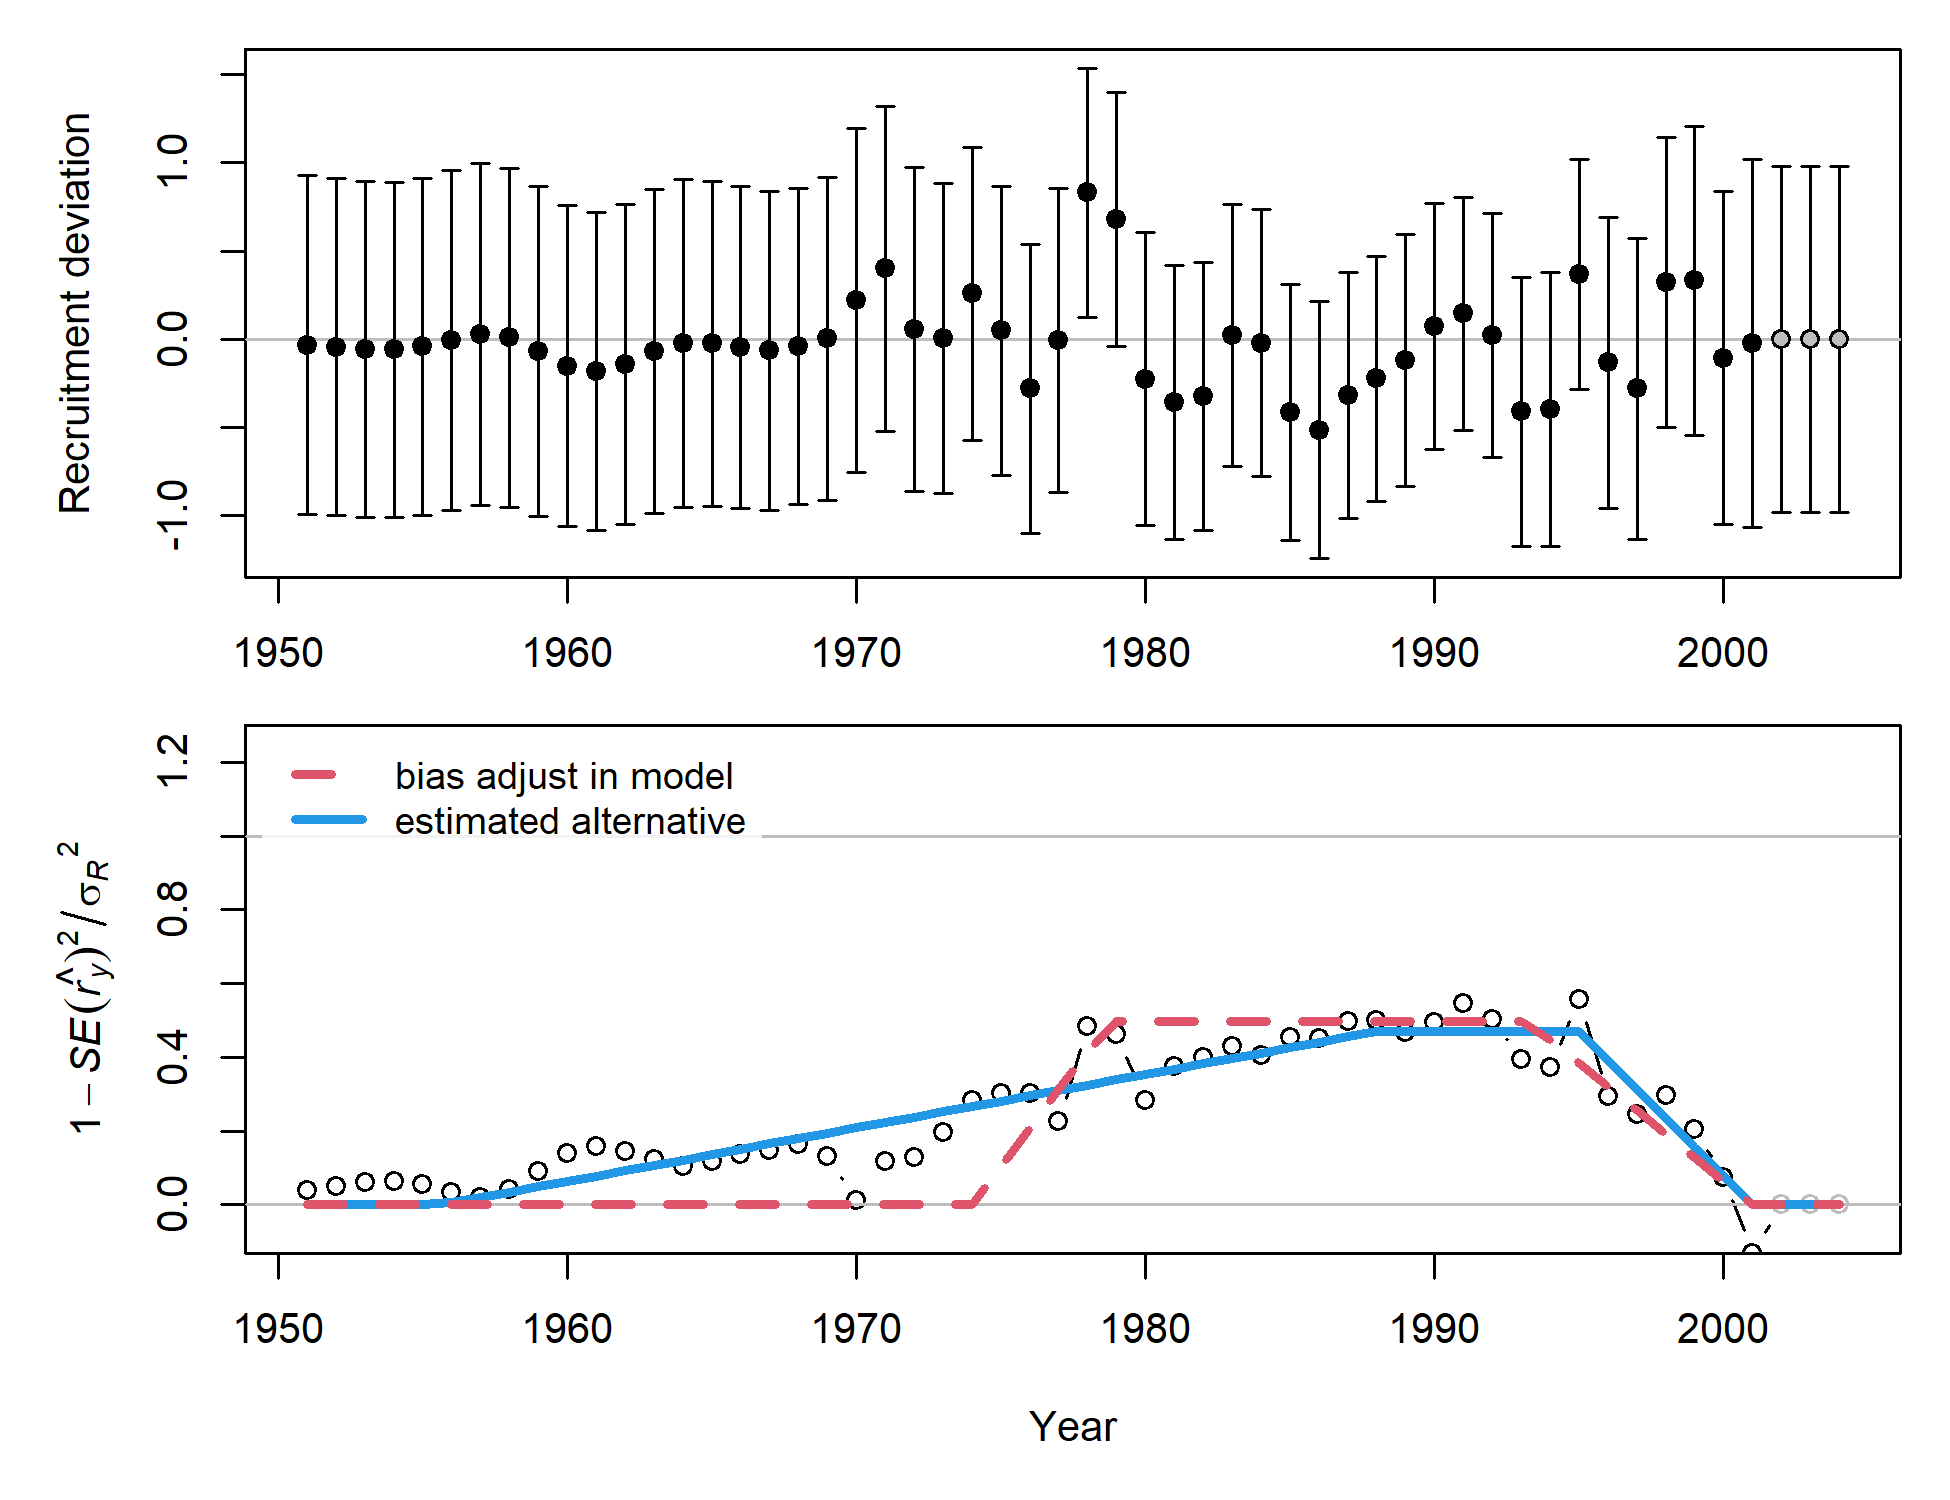 Recruitment deviation
1.0
0.0
-1.0
1950 1960 1970 1980 1990 2000
bias adjust in model
estimated alternative
1 − SE(r̂y)² / σR²
1.2
0.8
0.4
0.0
1950 1960 1970 1980 1990 2000
Year